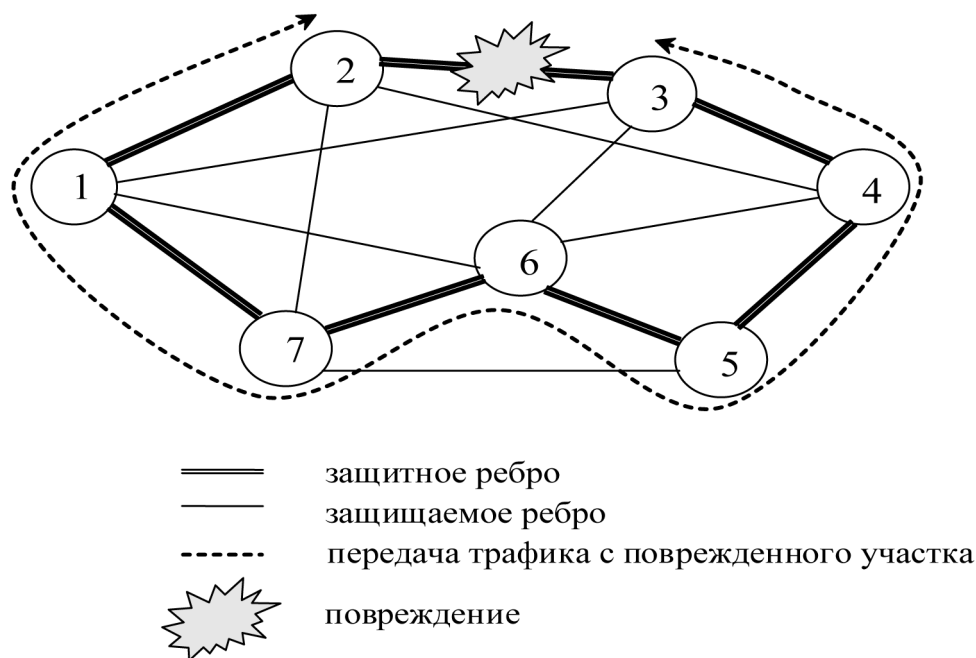 2
3
1
4
6
7
5
защитное ребро
защищаемое ребро
передача трафика с поврежденного участка
повреждение